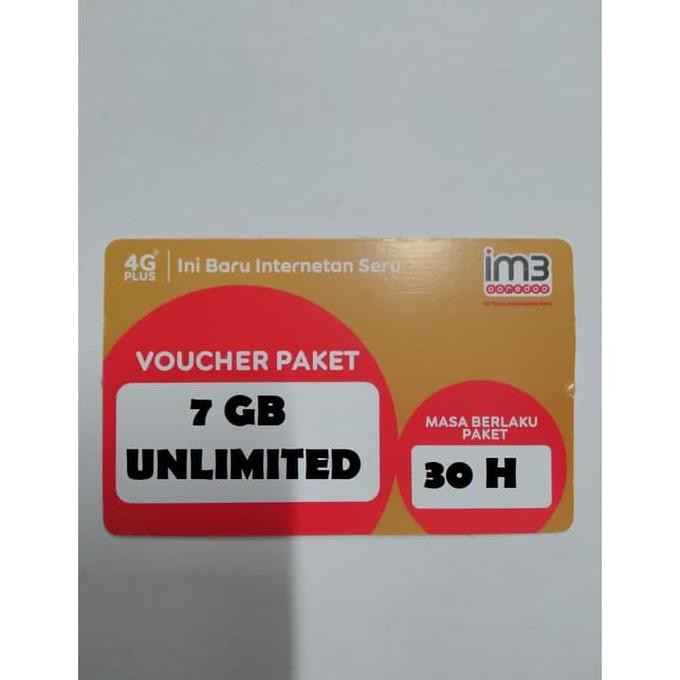 4G
PLUS
Ini Baru Internetan Seru
im3
ooredoo
VOUCHER PAKET
7 GB
UNLIMITED
MASA BERLAKU
PAKET
30 H